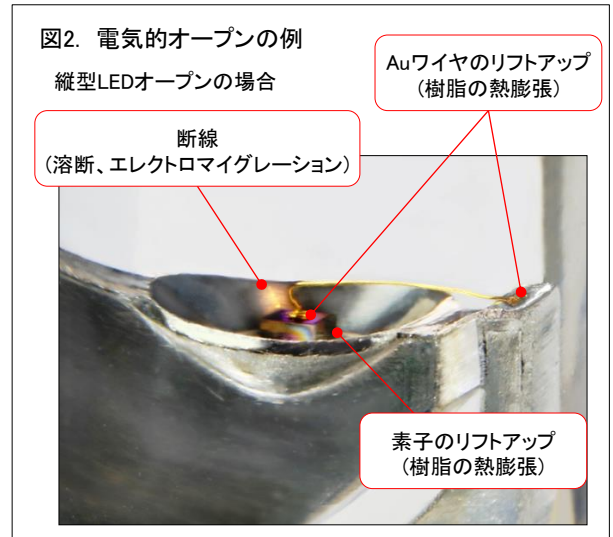 図2. 電気的オープンの例
縦型LEDオープンの場合
Auワイヤのリフトアップ
(樹脂の熱膨張)
断線
(溶断、エレクトロマイグレーション)
素子のリフトアップ
(樹脂の熱膨張)